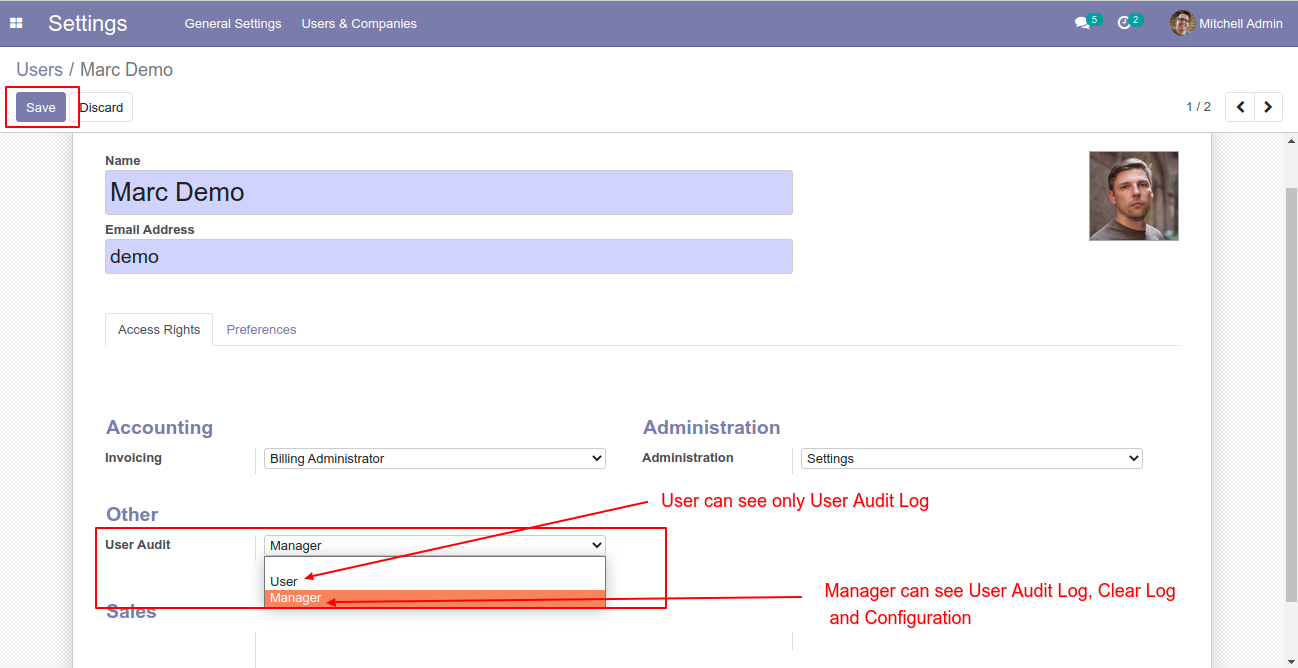 Settings General Settings Users & Companies 5 2 Mitchell Admin
Users / Marc Demo
Save Discard 1 / 2
Name
Marc Demo
Email Address
demo
Access Rights Preferences
Accounting Administration
Invoicing Billing Administrator Administration Settings
User can see only User Audit Log
Other
User Audit Manager
User
Manager
Manager can see User Audit Log, Clear Log
and Configuration
Sales